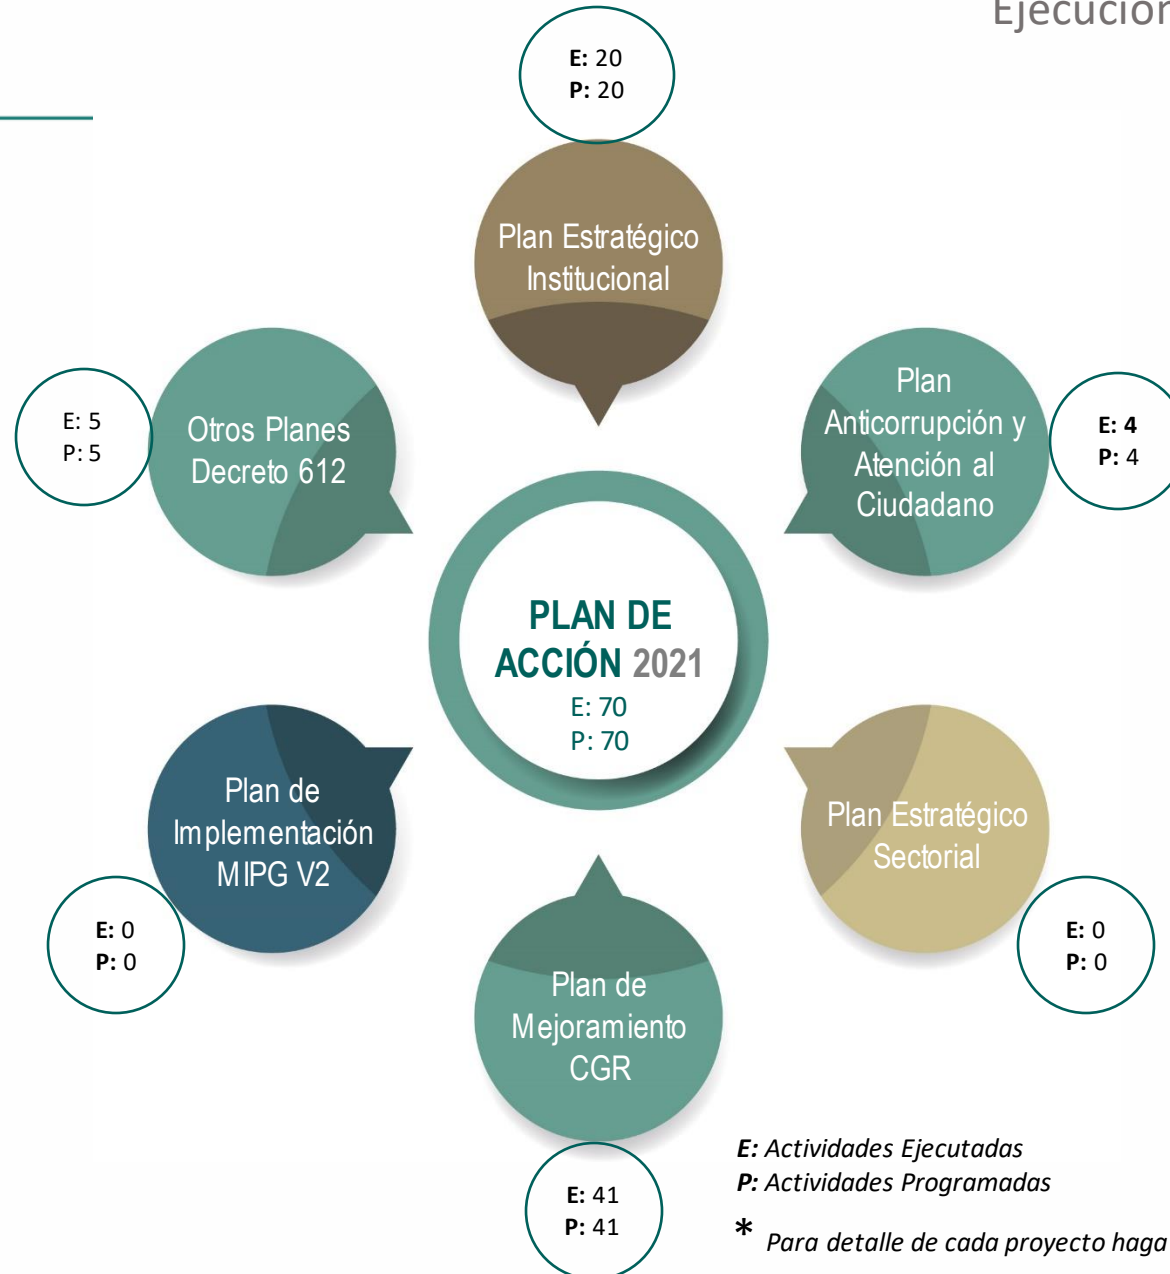 Ejecución
E: 20
P: 20
Plan Estratégico
Institucional
E: 5
P: 5
Otros Planes
Decreto 612
Plan
Anticorrupción y
Atención al
Ciudadano
E: 4
P: 4
PLAN DE
ACCIÓN 2021
E: 70
P: 70
Plan de
Implementación
MIPG V2
E: 0
P: 0
Plan Estratégico
Sectorial
E: 0
P: 0
Plan de
Mejoramiento
CGR
E: 41
P: 41
E: Actividades Ejecutadas
P: Actividades Programadas
* Para detalle de cada proyecto haga